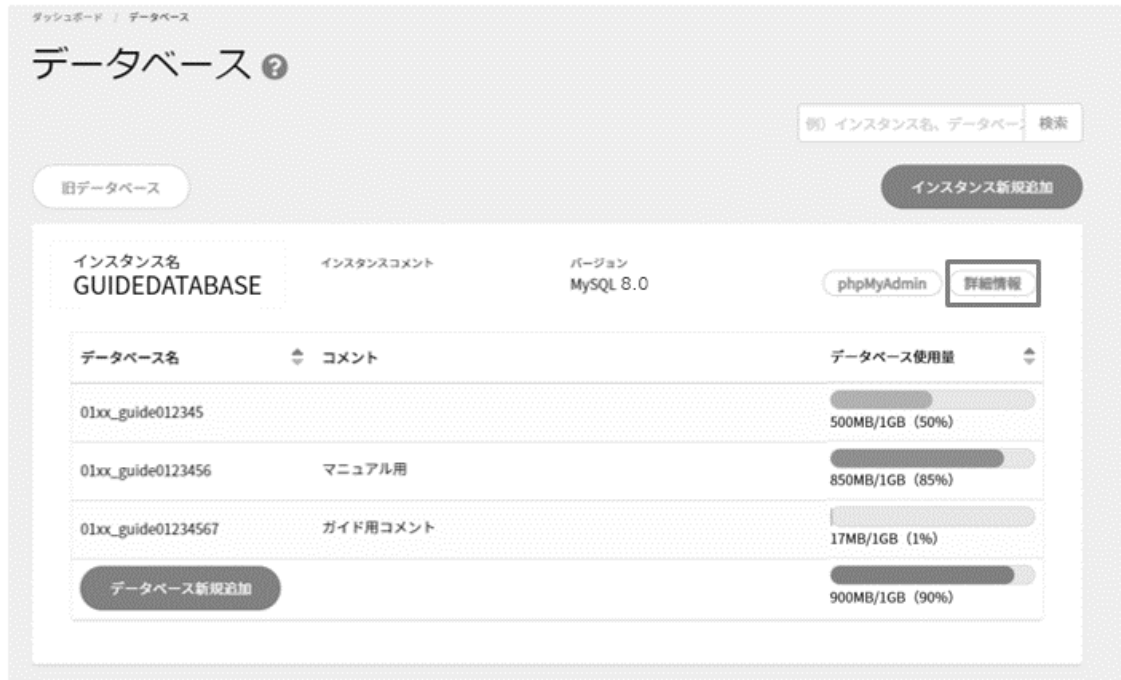 ダッシュボード / データベース
データベース ?
例）インスタンス名、データベース 検索
旧データベース インスタンス新規追加
インスタンス名 インスタンスコメント バージョン
GUIDEDATABASE MySQL 8.0 phpMyAdmin 詳細情報
データベース名 コメント データベース使用量
01xx_guide012345
500MB/1GB（50%）
01xx_guide0123456 マニュアル用
850MB/1GB（85%）
01xx_guide01234567 ガイド用コメント
17MB/1GB（1%）
データベース新規追加
900MB/1GB（90%）